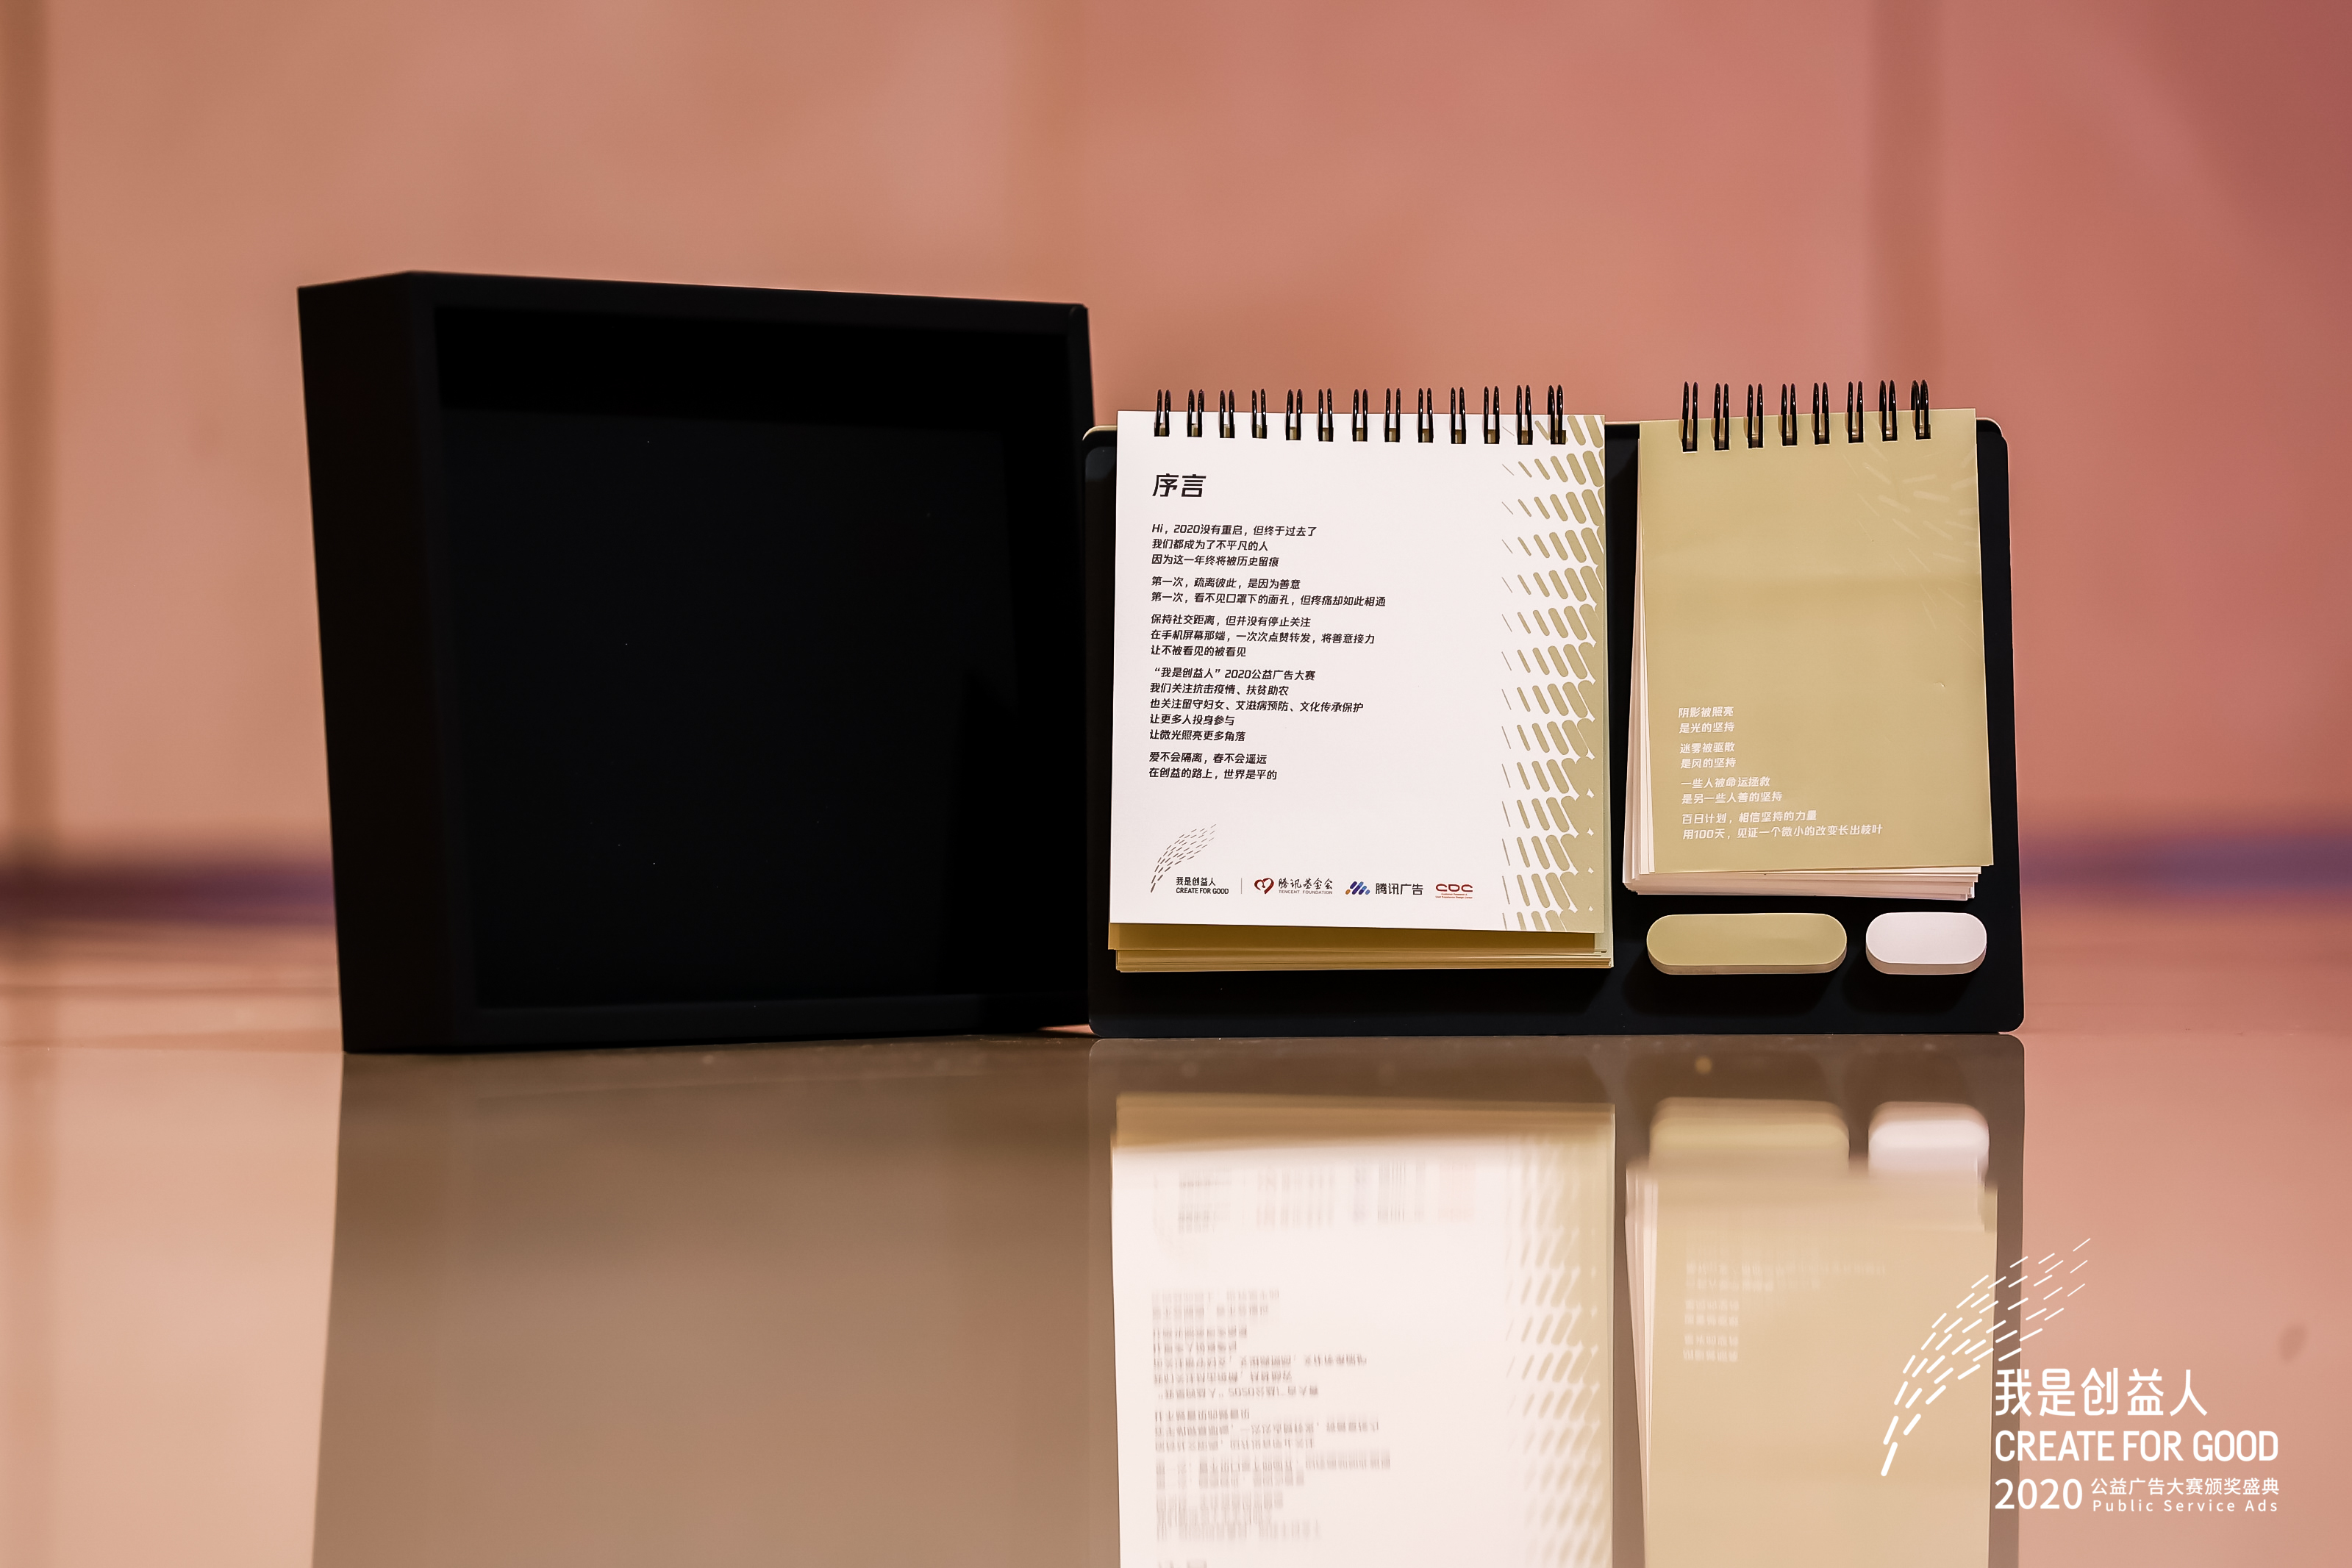 序言
Hi，2020没有重启，但终于过去了
我们都成为了不平凡的人
因为这一年终将被历史留痕
第一次，疏离彼此，是因为善意
第一次，看不见口罩下的面孔，但疼痛却如此相通
保持社交距离，但并没有停止关注
在手机屏幕那端，一次次点赞转发，将善意接力
让不被看见的被看见
“我是创益人”2020公益广告大赛
我们关注抗击疫情、扶贫助农
也关注留守妇女、艾滋病预防、文化传承保护
让更多人投身参与
让微光照亮更多角落
爱不会隔离，春不会遥远
在创益的路上，世界是平的
我是创益人
CREATE FOR GOOD
腾讯基金会
TENCENT FOUNDATION
腾讯广告
CDC
阴影被照亮
是光的坚持
迷雾被驱散
是风的坚持
一些人被命运拯救
是另一些人善的坚持
百日计划，相信坚持的力量
用100天，见证一个微小的改变长出枝叶
我是创益人
CREATE FOR GOOD
2020 公益广告大赛颁奖盛典
Public Service Ads